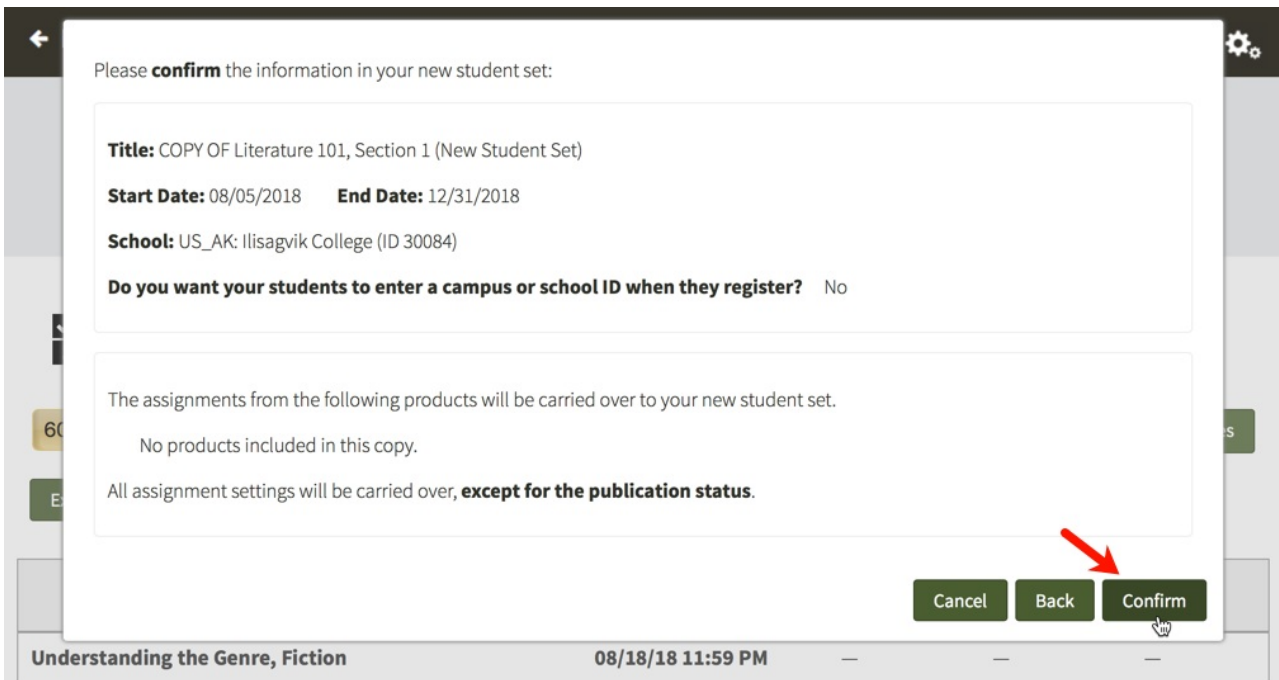 Please confirm the information in your new student set:
Title: COPY OF Literature 101, Section 1 (New Student Set)
Start Date: 08/05/2018 End Date: 12/31/2018
School: US_AK: Ilisagvik College (ID 30084)
Do you want your students to enter a campus or school ID when they register? No
The assignments from the following products will be carried over to your new student set.
60
No products included in this copy.
s
All assignment settings will be carried over, except for the publication status.
E
Cancel Back Confirm
Understanding the Genre, Fiction 08/18/18 11:59 PM — — —